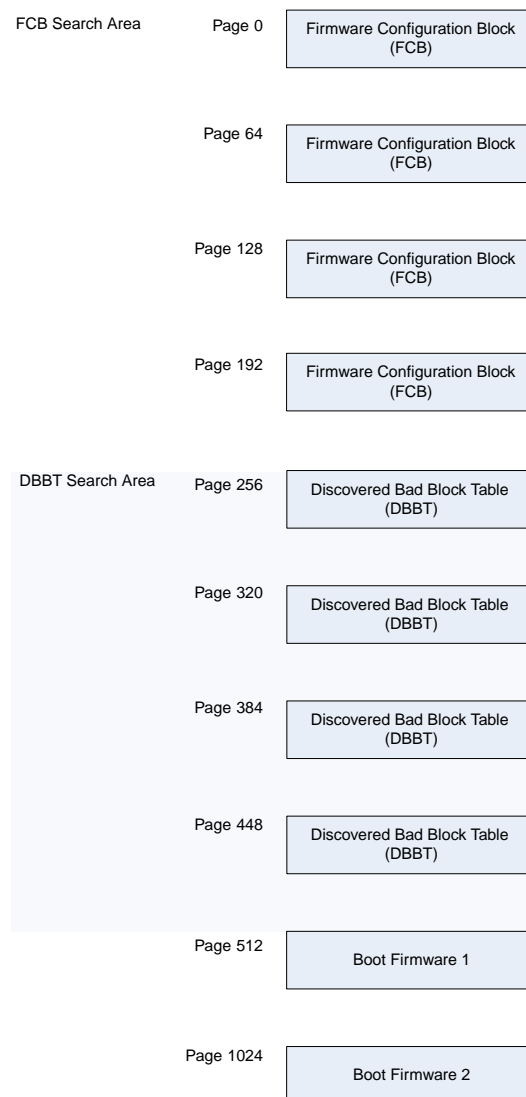 FCB Search Area
Page 0
Firmware Configuration Block
(FCB)
Page 64
Firmware Configuration Block
(FCB)
Page 128
Firmware Configuration Block
(FCB)
Page 192
Firmware Configuration Block
(FCB)
DBBT Search Area
Page 256
Discovered Bad Block Table
(DBBT)
Page 320
Discovered Bad Block Table
(DBBT)
Page 384
Discovered Bad Block Table
(DBBT)
Page 448
Discovered Bad Block Table
(DBBT)
Page 512
Boot Firmware 1
Page 1024
Boot Firmware 2